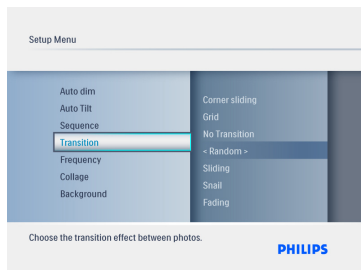 Setup Menu
Auto dim
Auto Tilt
Sequence
Transition
Frequency
Collage
Background
Corner sliding
Grid
No Transition
< Random >
Sliding
Snail
Fading
Choose the transition effect between photos.
PHILIPS